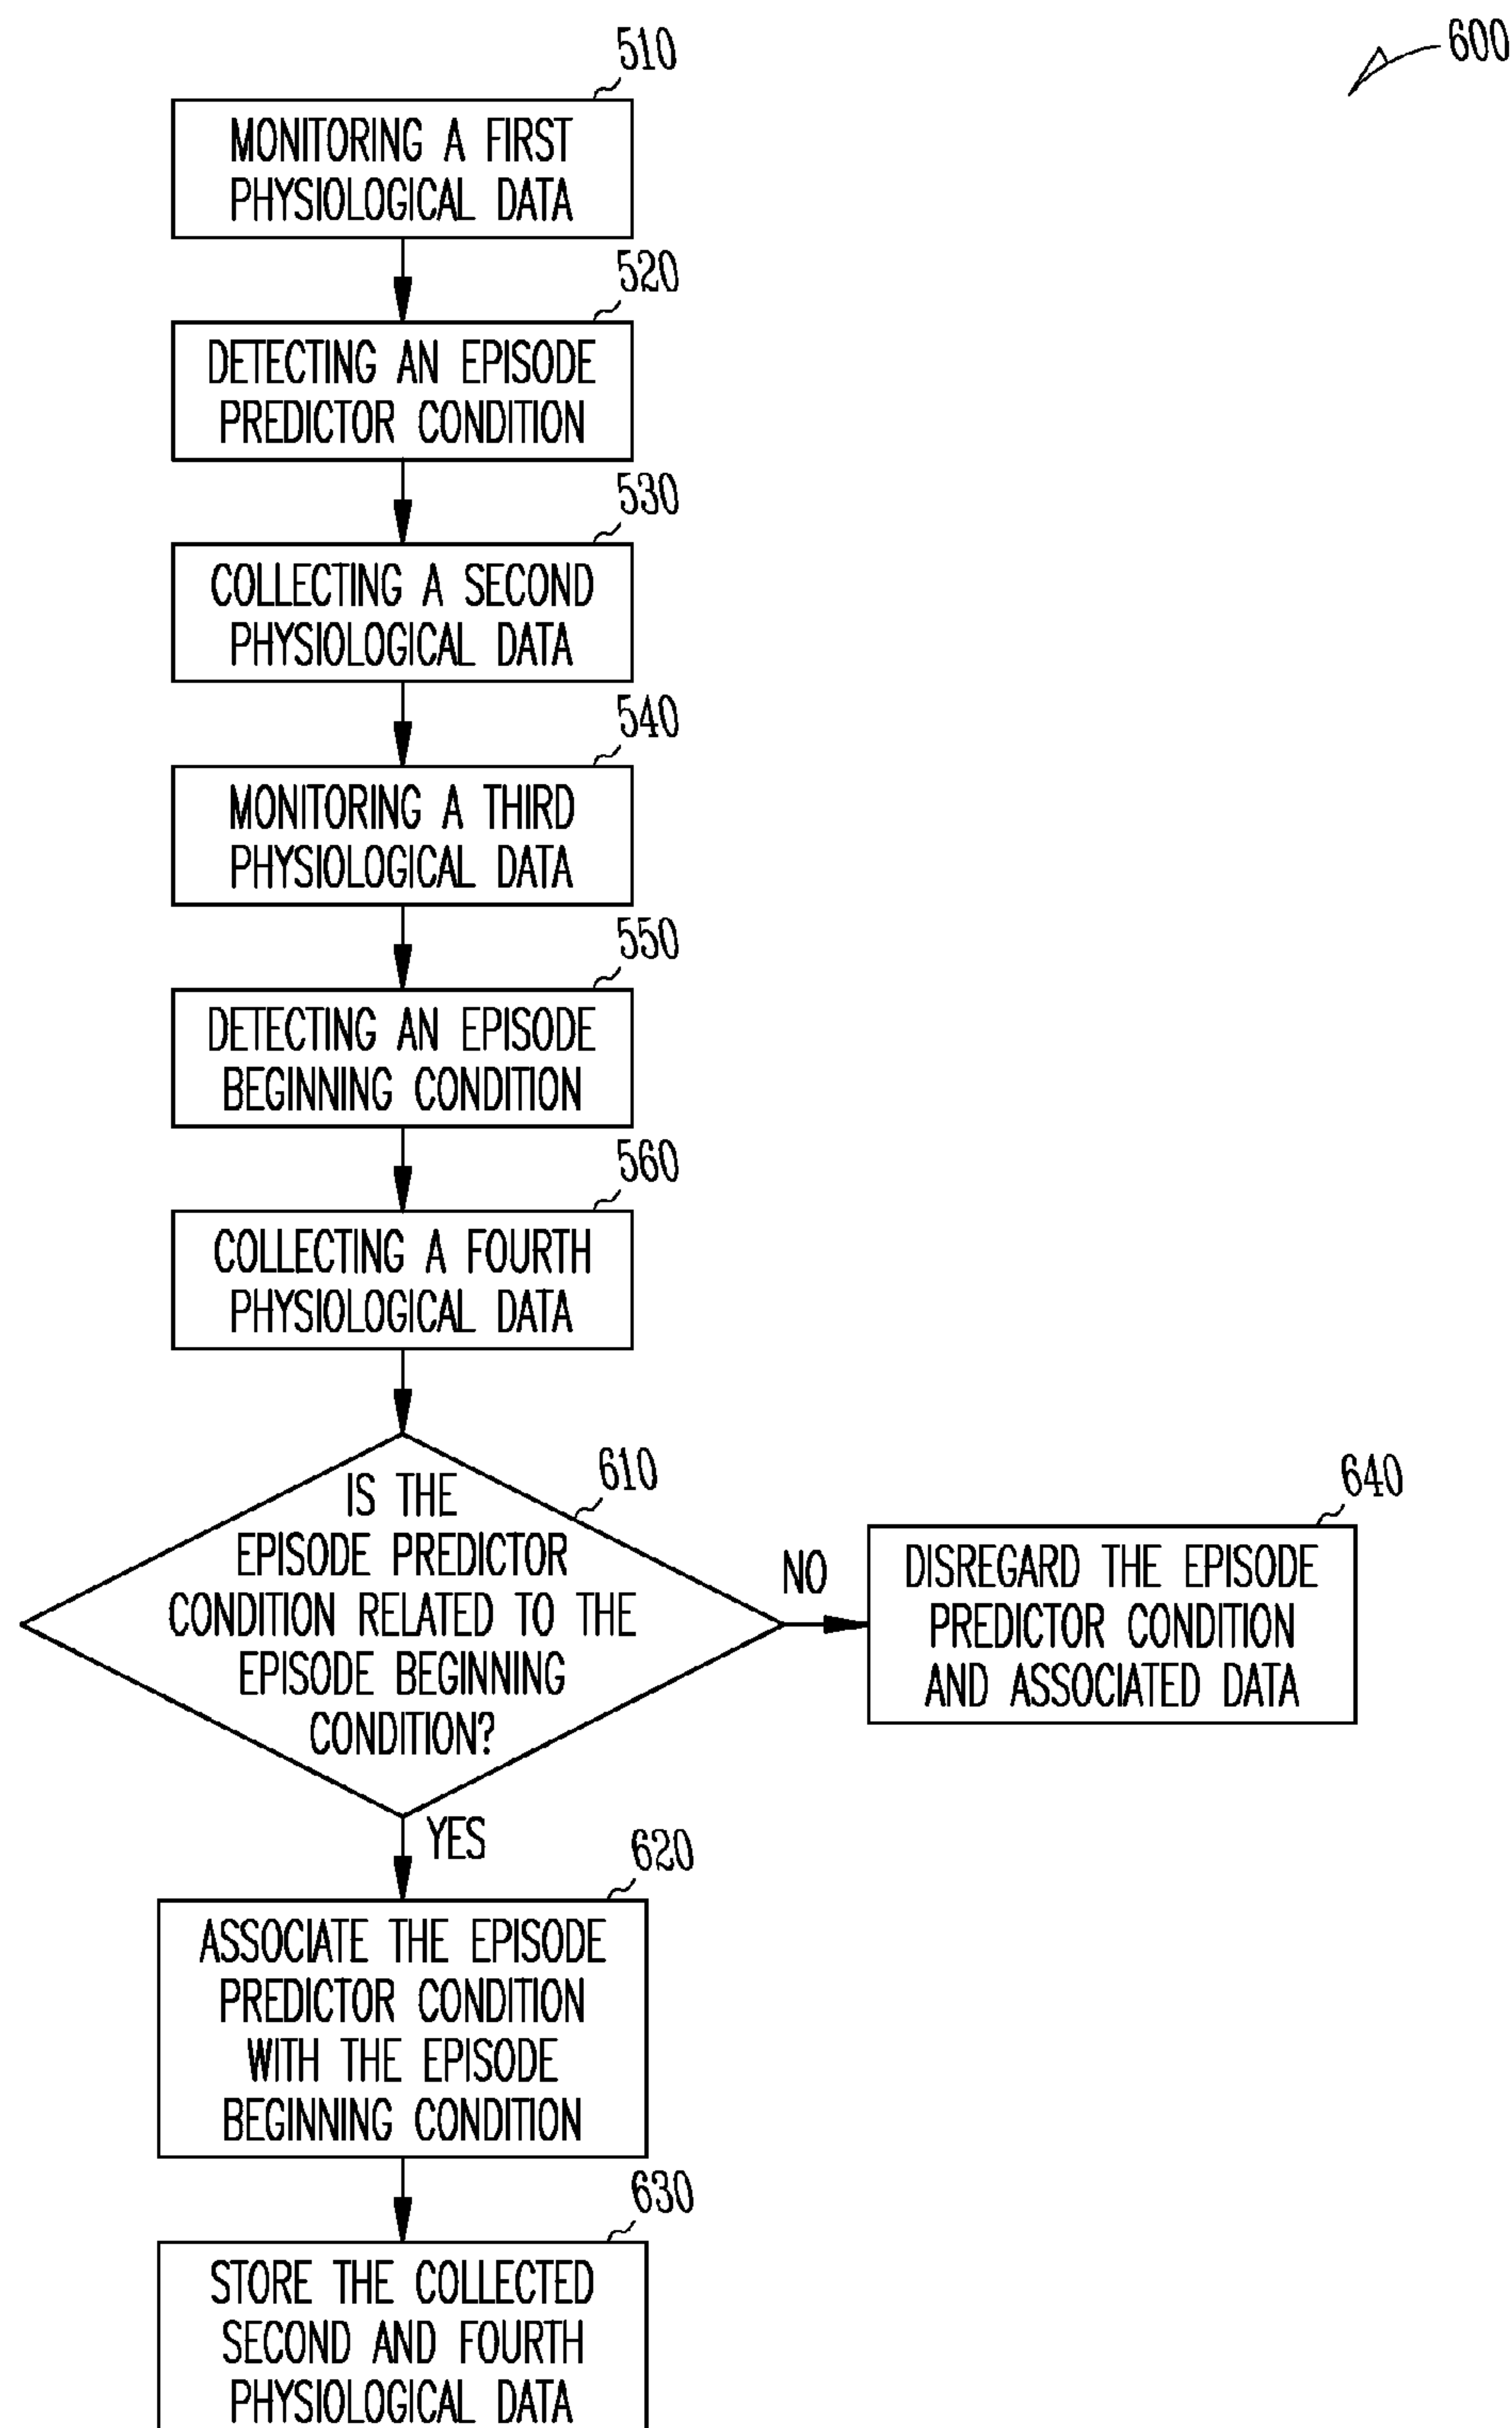 600
510
MONITORING A FIRST
PHYSIOLOGICAL DATA
520
DETECTING AN EPISODE
PREDICTOR CONDITION
530
COLLECTING A SECOND
PHYSIOLOGICAL DATA
540
MONITORING A THIRD
PHYSIOLOGICAL DATA
550
DETECTING AN EPISODE
BEGINNING CONDITION
560
COLLECTING A FOURTH
PHYSIOLOGICAL DATA
610
IS THE
EPISODE PREDICTOR
CONDITION RELATED TO THE
EPISODE BEGINNING
CONDITION?
NO
640
DISREGARD THE EPISODE
PREDICTOR CONDITION
AND ASSOCIATED DATA
YES
620
ASSOCIATE THE EPISODE
PREDICTOR CONDITION
WITH THE EPISODE
BEGINNING CONDITION
630
STORE THE COLLECTED
SECOND AND FOURTH
PHYSIOLOGICAL DATA